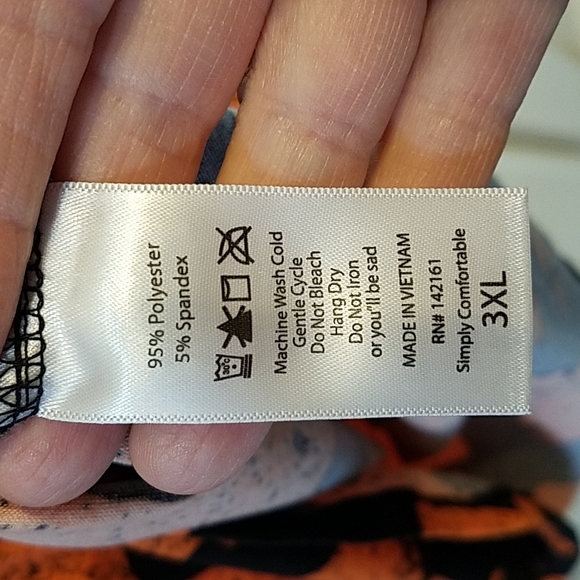 95% Polyester
5% Spandex
30°c
Machine Wash Cold
Gentle Cycle
Do Not Bleach
Hang Dry
Do Not Iron
or you"ll be sad
MADE IN VIETNAM
RN# 142161
Simply Comfortable
3XL